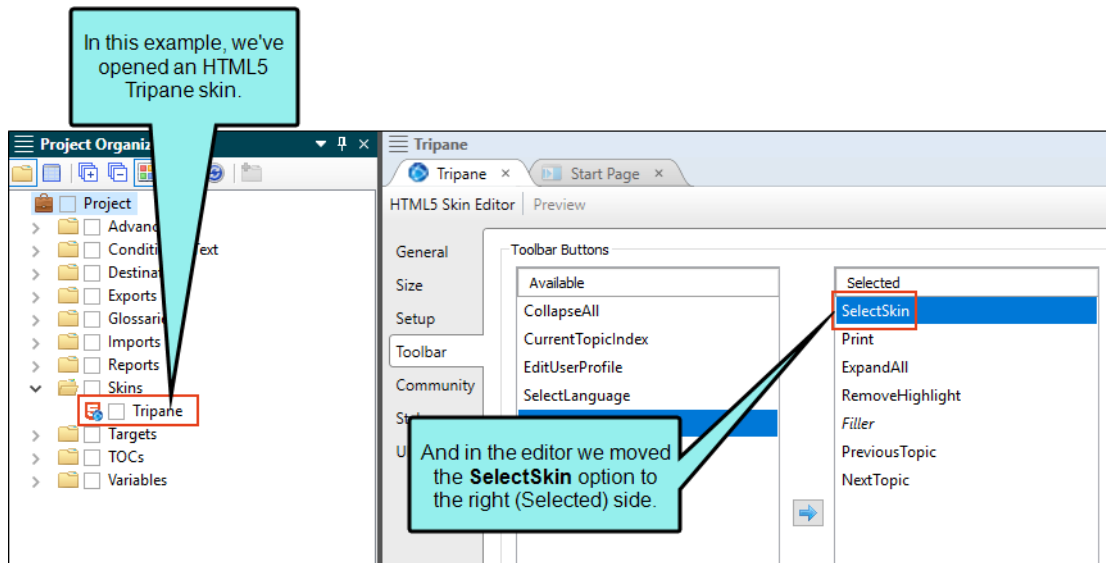 In this example, we've
opened an HTML5
Tripane skin.
Project Organiz
Project
Advanc
Conditi Text
Destinat
Exports
Glossari
Imports
Reports
Skins
Tripane
Targets
TOCs
Variables
Tripane
Tripane
Start Page
HTML5 Skin Editor Preview
General
Size
Setup
Toolbar
Community
Toolbar Buttons
Available
CollapseAll
CurrentTopicIndex
EditUserProfile
SelectLanguage
Selected
SelectSkin
Print
ExpandAll
RemoveHighlight
Filler
PreviousTopic
NextTopic
And in the editor we moved
the SelectSkin option to
the right (Selected) side.